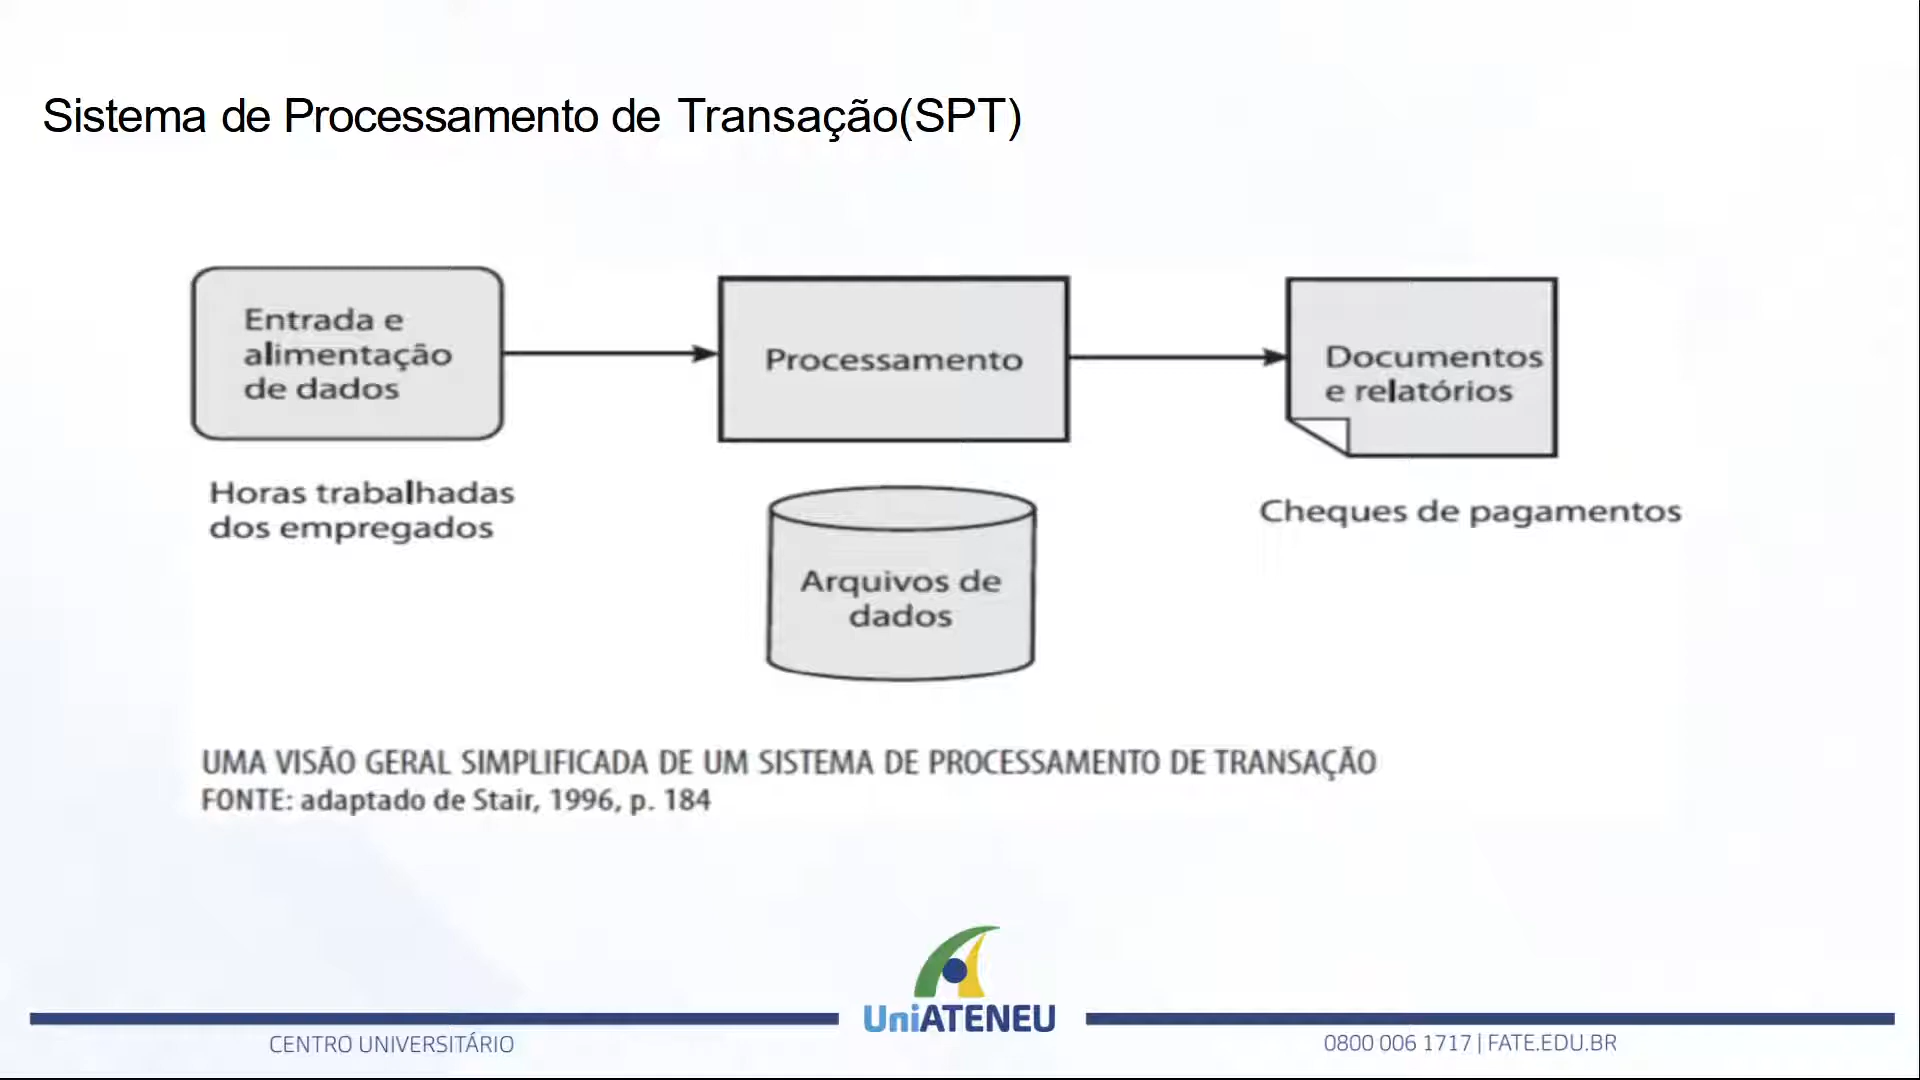 Sistema de Processamento de Transação(SPT)
Entrada e
alimentação
de dados
Processamento
Documentos
e relatórios
Horas trabalhadas
dos empregados
Cheques de pagamentos
Arquivos de
dados
UMA VISÃO GERAL SIMPLIFICADA DE UM SISTEMA DE PROCESSAMENTO DE TRANSAÇÃO
FONTE: adaptado de Stair, 1996, p. 184
UniATENEU
CENTRO UNIVERSITÁRIO
0800 006 1717 | FATE.EDU.BR